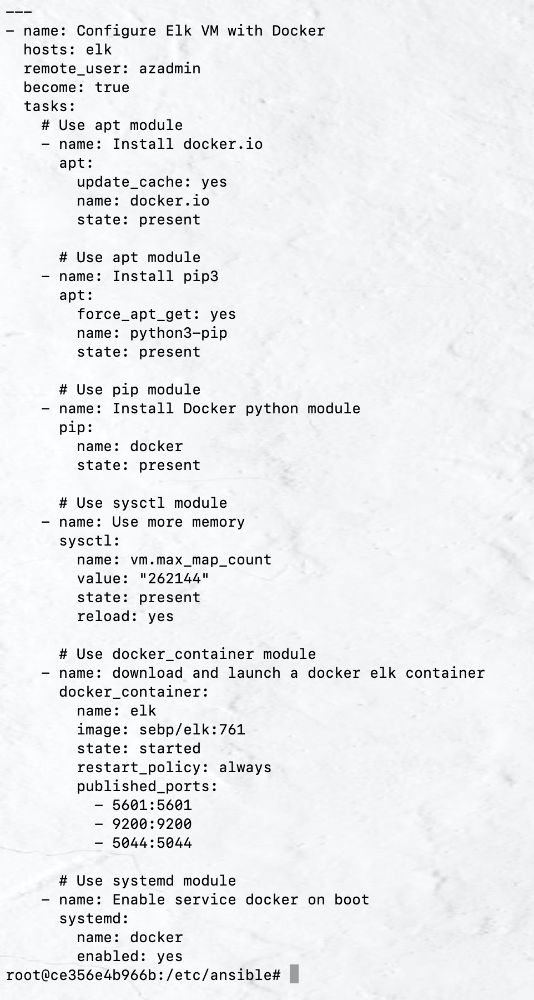 ---
- name: Configure Elk VM with Docker
  hosts: elk
  remote_user: azadmin
  become: true
  tasks:
    # Use apt module
    - name: Install docker.io
      apt:
        update_cache: yes
        name: docker.io
        state: present

      # Use apt module
    - name: Install pip3
      apt:
        force_apt_get: yes
        name: python3-pip
        state: present

      # Use pip module
    - name: Install Docker python module
      pip:
        name: docker
        state: present

      # Use sysctl module
    - name: Use more memory
      sysctl:
        name: vm.max_map_count
        value: "262144"
        state: present
        reload: yes

      # Use docker_container module
    - name: download and launch a docker elk container
      docker_container:
        name: elk
        image: sebp/elk:761
        state: started
        restart_policy: always
        published_ports:
          - 5601:5601
          - 9200:9200
          - 5044:5044

      # Use systemd module
    - name: Enable service docker on boot
      systemd:
        name: docker
        enabled: yes
root@ce356e4b966b:/etc/ansible#